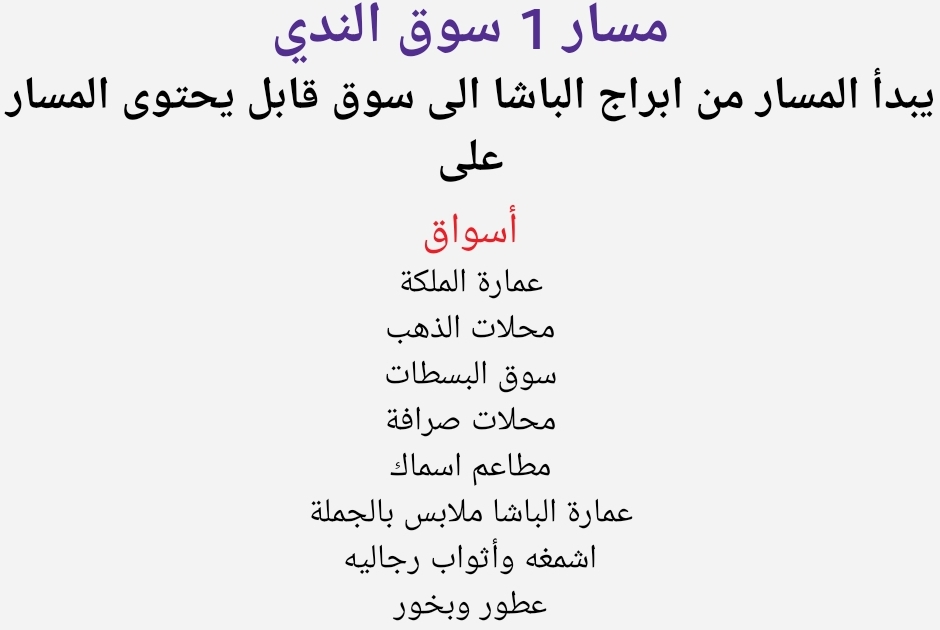 مسار 1 سوق الندي
يبدأ المسار من ابراج الباشا الى سوق قابل يحتوى المسار
على
أسواق
عمارة الملكة
محلات الذهب
سوق البسطات
محلات صرافة
مطاعم اسماك
عمارة الباشا ملابس بالجملة
اشمغه وأثواب رجاليه
عطور وبخور